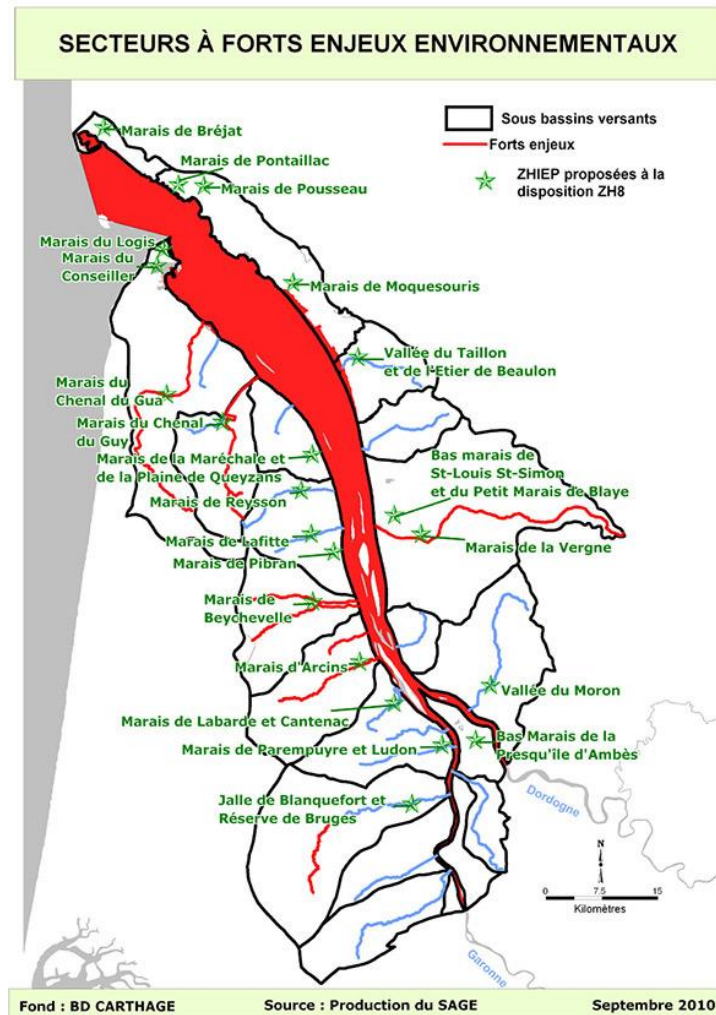 SECTEURS À FORTS ENJEUX ENVIRONNEMENTAUX
Sous bassins versants
Forts enjeux
ZHIEP proposées à la
disposition ZH8
Marais de Bréjat
Marais de Pontaillac
Marais de Pousseau
Marais du Logis
Marais du
Conseiller
Marais de Moquesouris
Vallée du Taillon
et de l'Etier de Beaulon
Marais du
Chenal du Gua
Marais du Chenal
du Guy
Marais de la Maréchale et
de la Plaine de Queyzans
Bas marais de
St-Louis St-Simon
et du Petit Marais de Blaye
Marais de Reysson
Marais de Lafitte
Marais de la Vergne
Marais de Pibran
Marais de
Beychevelle
Marais d'Arcins
Vallée du Moron
Marais de Labarde et Cantenac
Bas Marais de la
Presqu'île d'Ambès
Marais de Parempuyre et Ludon
Jalle de Blanquefort et
Réserve de Bruges
Dordogne
N
0 7.5 15
Kilomètres
Garonne
Fond : BD CARTHAGE Source : Production du SAGE Septembre 2010